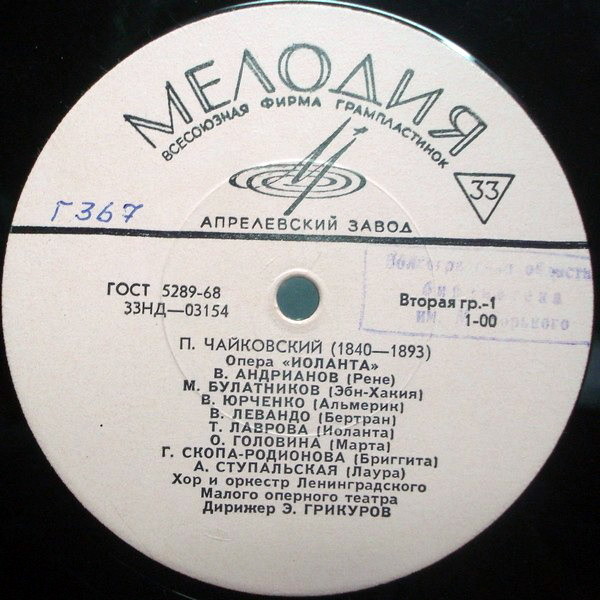 МЕЛОДИЯ
ВСЕСОЮЗНАЯ ФИРМА ГРАМПЛАСТИНОК
33
Г367
АПРЕЛЕВСКИЙ ЗАВОД
ГОСТ 5289-68
33НД—03154
Вторая гр.-1
1-00
П. ЧАЙКОВСКИЙ (1840—1893)
Опера «ИОЛАНТА»
В. АНДРИАНОВ (Рене)
М. БУЛАТНИКОВ (Эбн-Хакия)
В. ЮРЧЕНКО (Альмерик)
В. ЛЕВАНДО (Бертран)
Т. ЛАВРОВА (Иоланта)
О. ГОЛОВИНА (Марта)
Г. СКОПА-РОДИОНОВА (Бригитта)
А. СТУПАЛЬСКАЯ (Лаура)
Хор и оркестр Ленинградского
Малого оперного театра
Дирижер Э. ГРИКУРОВ